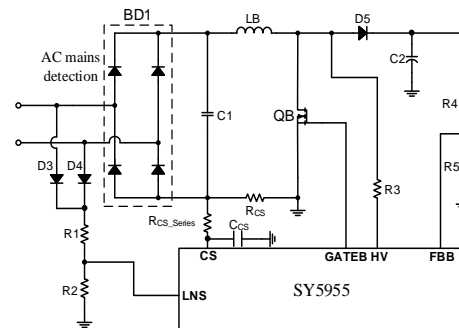 BD1
LB
D5
AC mains
detection
C2
C1
QB
R4
D3
D4
R5
R3
RCS
RCS_Series
R1
CCS
CS
GATEB HV
FBB
R2
LNS
SY5955